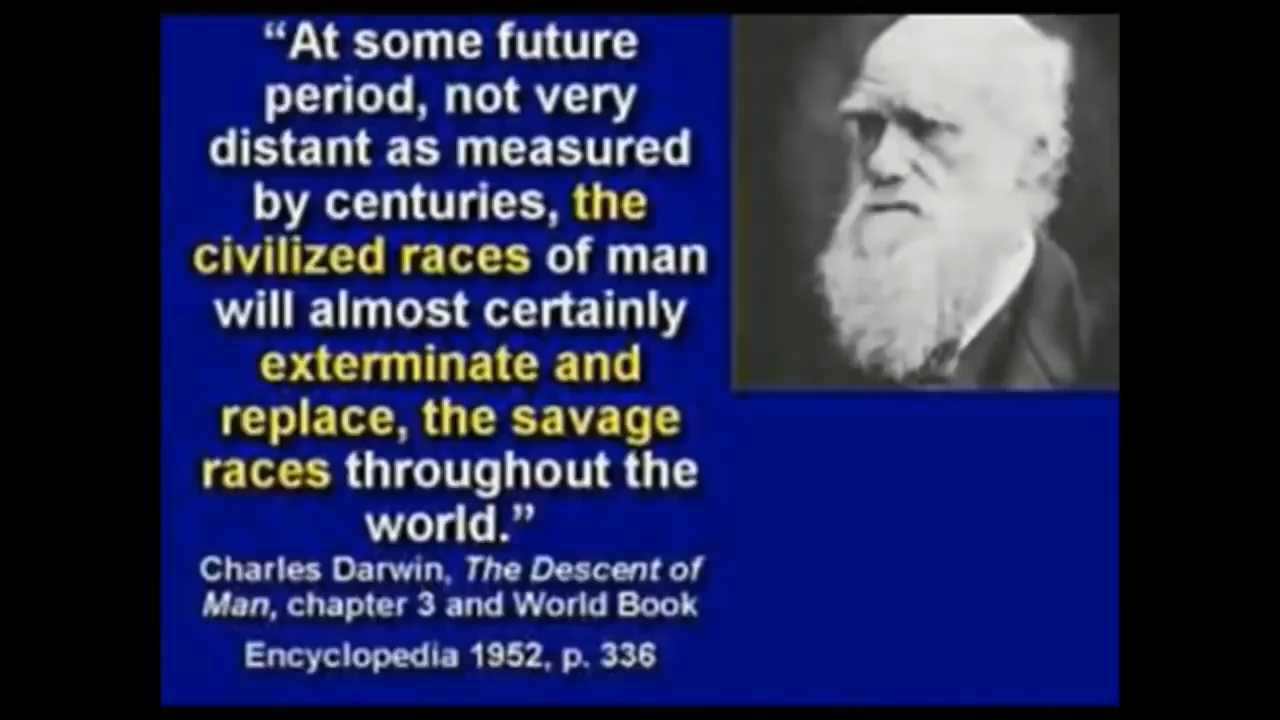 “At some future
period, not very
distant as measured
by centuries, the
civilized races of man
will almost certainly
exterminate and
replace, the savage
races throughout the
world.”
Charles Darwin, The Descent of
Man, chapter 3 and World Book
Encyclopedia 1952, p. 336